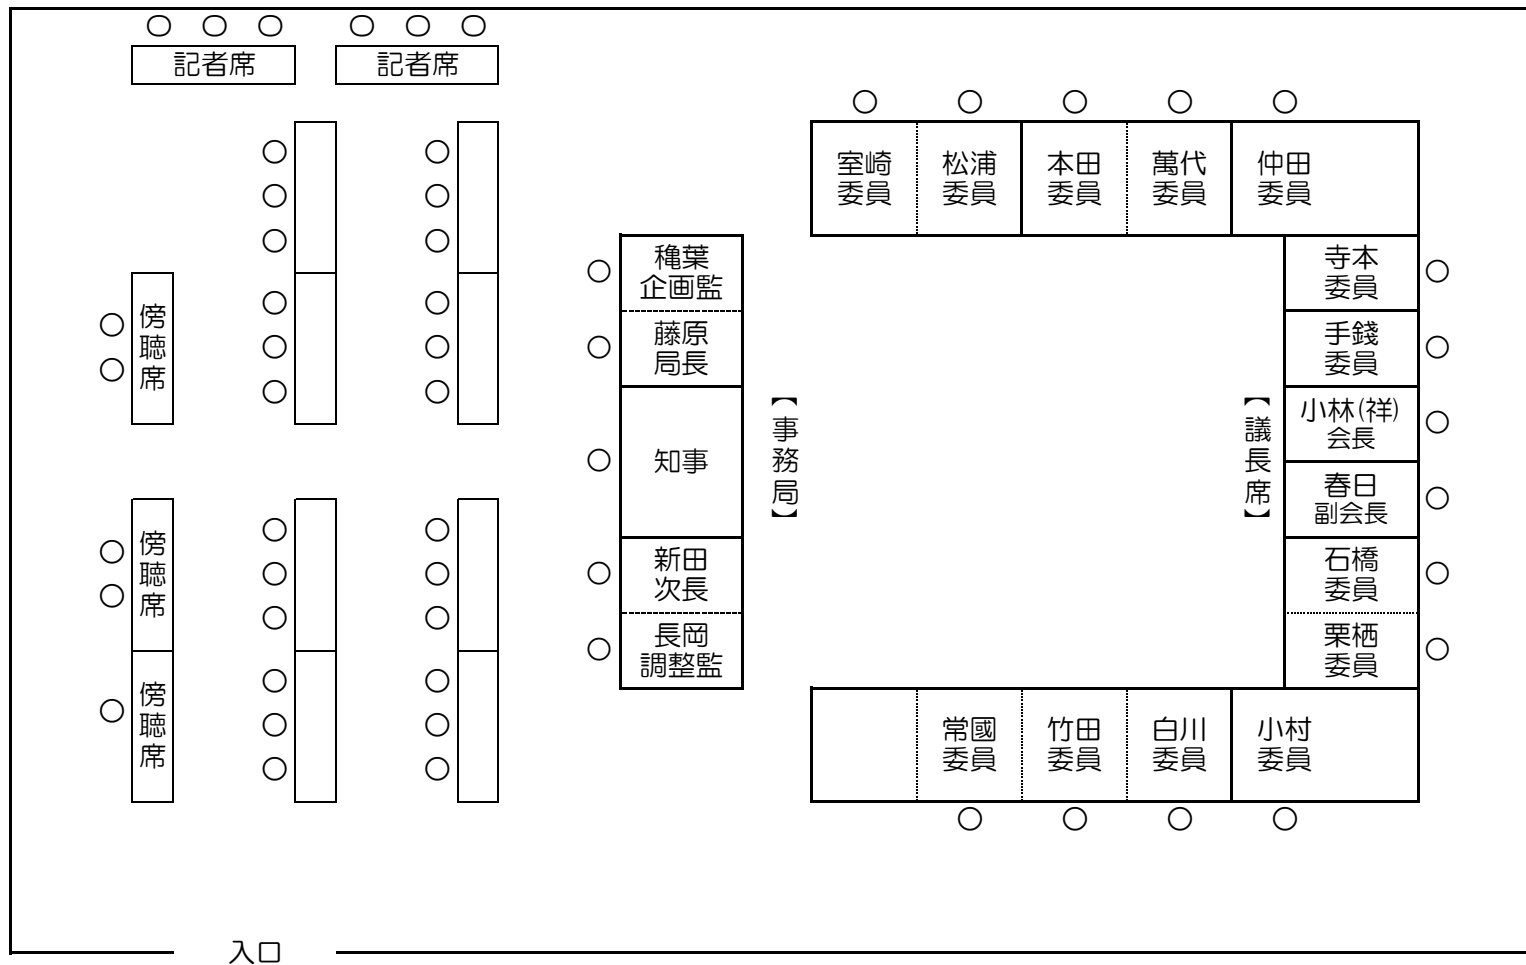 記者席
記者席
室崎
委員
松浦
委員
本田
委員
萬代
委員
仲田
委員
穐葉
企画監
藤原
局長
知事
新田
次長
長岡
調整監
【事務局】
【議長席】
寺本
委員
手錢
委員
小林(祥)
会長
春日
副会長
石橋
委員
栗栖
委員
常國
委員
竹田
委員
白川
委員
小村
委員
傍聴席
傍聴席
傍聴席
入口